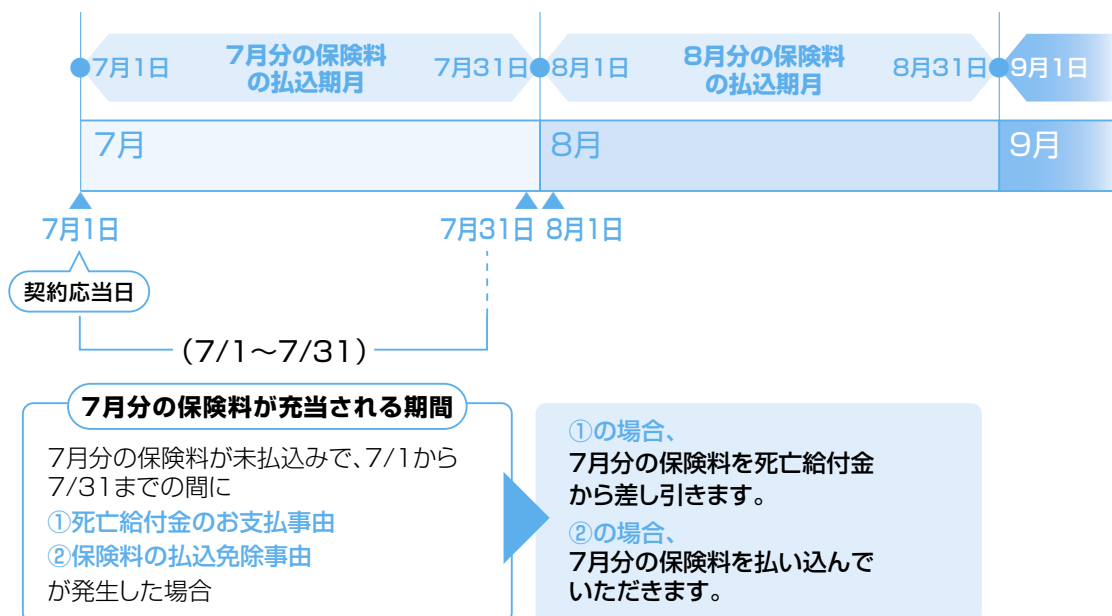 7月1日
7月分の保険料
の払込期月
7月31日
8月1日
8月分の保険料
の払込期月
8月31日
9月1日
7月
8月
9月
7月1日
7月31日
8月1日
契約応当日
（7/1〜7/31）
7月分の保険料が充当される期間
7月分の保険料が未払込みで、7/1から
7/31までの間に
①死亡給付金のお支払事由
②保険料の払込免除事由
が発生した場合
①の場合、
7月分の保険料を死亡給付金
から差し引きます。
②の場合、
7月分の保険料を払い込んで
いただきます。